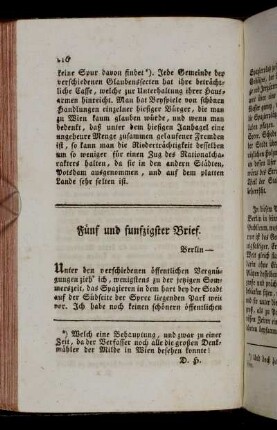 216
keine Spur davon findet *). Jede Gemeinde der
verschiedenen Glaubenssecten hat ihre beträcht-
liche Casse, welche zur Unterhaltung ihrer Haus-
armen hinreicht. Man hat Beyspiele von schönen
Handlungen einzelner hiesiger Bürger, die man
zu Wien kaum glauben würde, und wenn man
bedenkt, daß unter dem hiesigen Janhagel eine
ungeheure Menge zusammen gelaufener Fremden
ist, so kann man die Niederträchtigkeit desselben
um so weniger für einen Zug des Nationalcha-
rakters halten, da sie in den andern Städten,
Potsdam ausgenommen, und auf dem platten
Lande sehr selten ist.
Fünf und funfzigster Brief.
Berlin —
Unter den verschiedenen öffentlichen Vergnü-
gungen zieh' ich, wenigstens zu der jetzigen Som-
merszeit, das Spazieren in dem hart bey der Stadt
auf der Südseite der Spree liegenden Park weit
vor. Ich habe noch keinen schönern öffentlichen
*) Welch eine Behauptung, und zwar zu einer
Zeit, da der Verfasser noch alle die großen Denk-
mähler der Milde in Wien besehen konnte!
D. H.